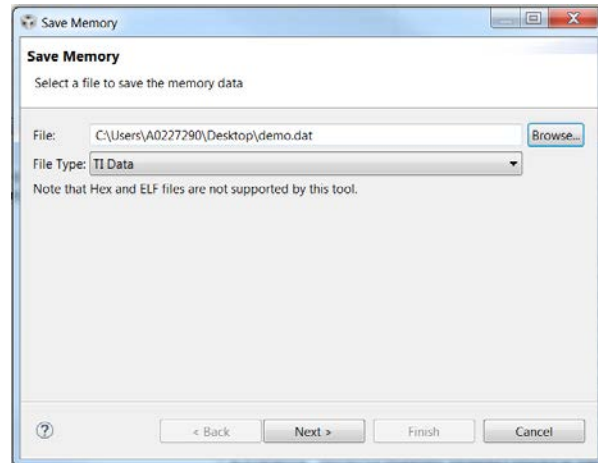 Save Memory
Save Memory
Select a file to save the memory data
File: C:\Users\A0227290\Desktop\demo.dat Browse...
File Type: TI Data
Note that Hex and ELF files are not supported by this tool.
? < Back Next > Finish Cancel